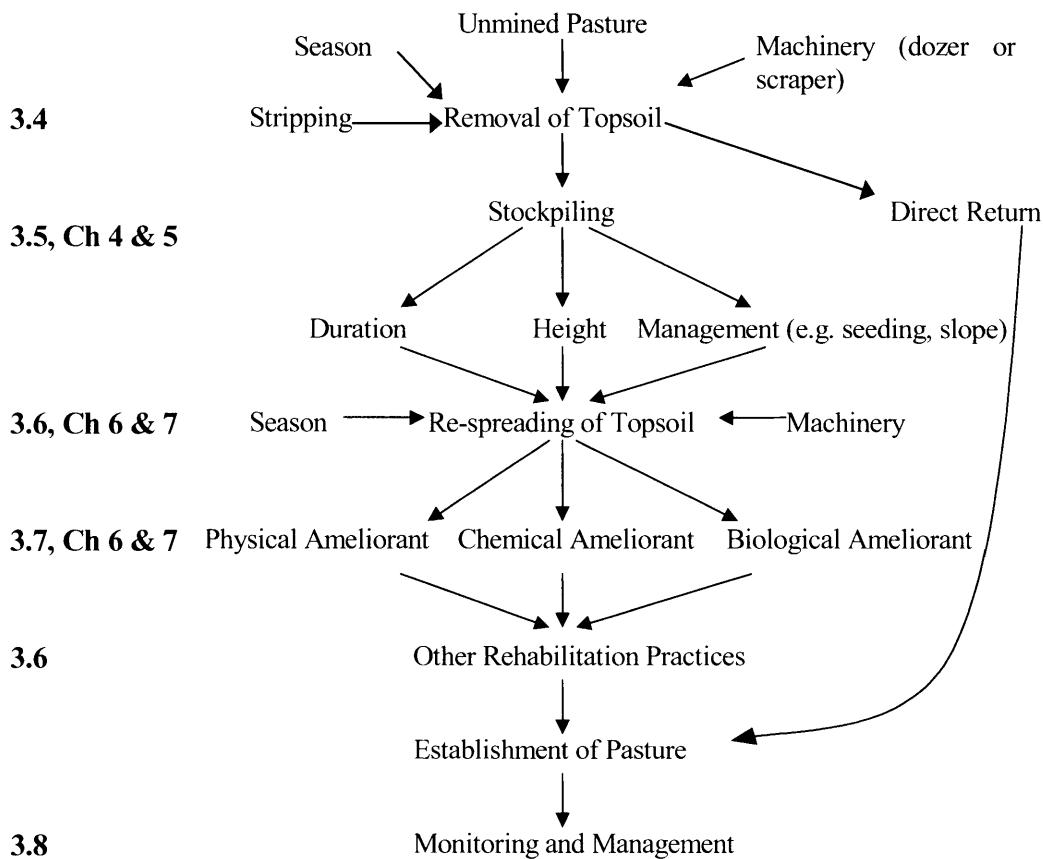 Unmined Pasture
Season
Machinery (dozer or
scraper)
3.4
Stripping
Removal of Topsoil
Stockpiling
Direct Return
3.5, Ch 4 & 5
Duration
Height
Management (e.g. seeding, slope)
3.6, Ch 6 & 7
Season
Re-spreading of Topsoil
Machinery
3.7, Ch 6 & 7
Physical Ameliorant
Chemical Ameliorant
Biological Ameliorant
3.6
Other Rehabilitation Practices
Establishment of Pasture
3.8
Monitoring and Management